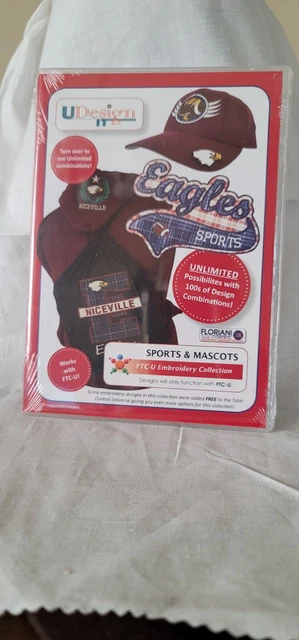 UDesign
IT
Turn over to
see Unlimited
combinations!
NICEVILLE
Eagles
SPORTS
NICEVILLE
UNLIMITED
Possibilites with
100s of Design
Combinations!
FLORIANI
Works
with
FTC-U!
SPORTS & MASCOTS
FTC-U Embroidery Collection
Designs will only function with FTC-U.
Some embroidery designs in this collection were added FREE to the Total
Control Universe giving you even more options for this collection!